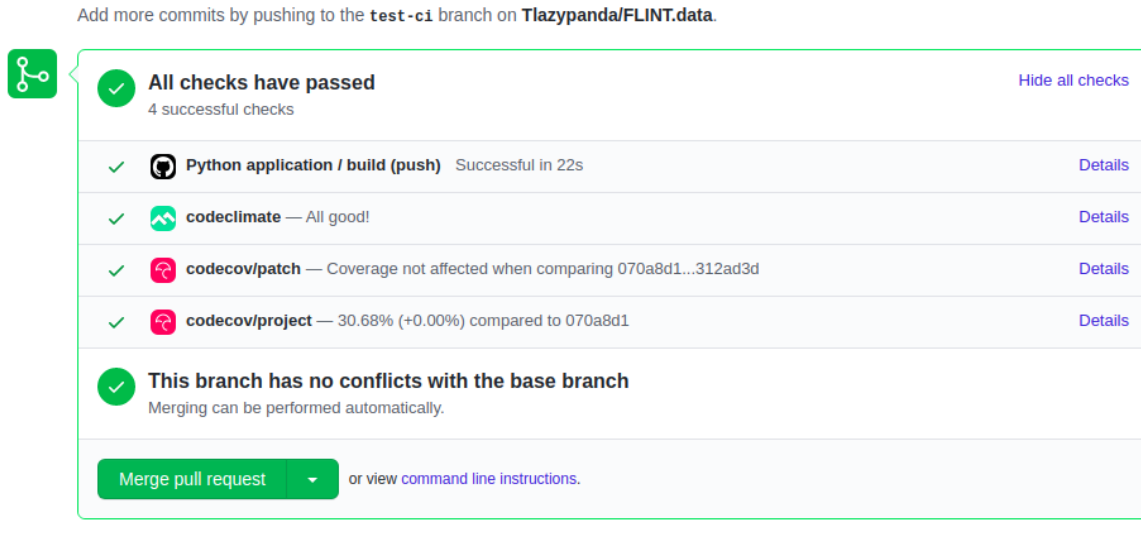 Add more commits by pushing to the test-ci branch on Tlazypanda/FLINT.data.
All checks have passed
Hide all checks
4 successful checks
Python application / build (push) Successful in 22s Details
codeclimate — All good! Details
codecov/patch — Coverage not affected when comparing 070a8d1...312ad3d Details
codecov/project — 30.68% (+0.00%) compared to 070a8d1 Details
This branch has no conflicts with the base branch
Merging can be performed automatically.
Merge pull request or view command line instructions.